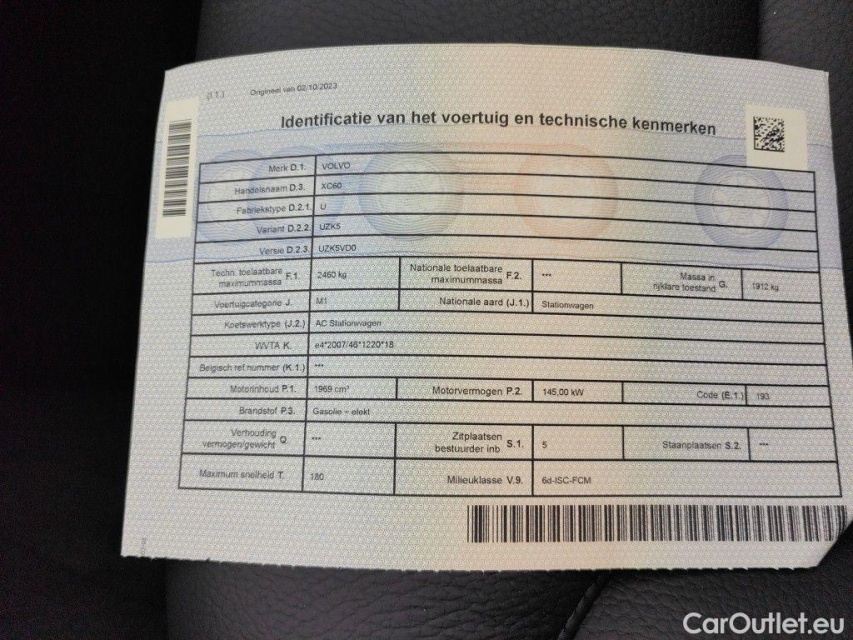 (I 1.) Origineel van 02/10/2023
Identificatie van het voertuig en technische kenmerken
Merk D.1. VOLVO
Handelsnaam D.3. XC60
Fabriekstype D.2.1. U
Variant D.2.2. UZK5
Versie D.2.3. UZK5VD0
Techn. toelaatbare maximummassa F.1. 2460 kg Nationale toelaatbare maximummassa F.2. *** Massa in rijklare toestand G. 1912 kg
Voertuigcategorie J. M1 Nationale aard (J.1.) Stationwagen
Koetswerktype (J.2.) AC Stationwagen
WVTA K. e4*2007/46*1220*18
Belgisch ref nummer (K.1.) ***
Motorinhoud P.1. 1969 cm³ Motorvermogen P.2. 145,00 kW Code (E.1.) 193
Brandstof P.3. Gasolie - elekt
Verhouding vermogen/gewicht Q. *** Zitplaatsen bestuurder inb S.1. 5 Staanplaatsen S.2. ***
Maximum snelheid T. 180 Milieuklasse V.9. 6d-ISC-FCM
CarOutlet.eu